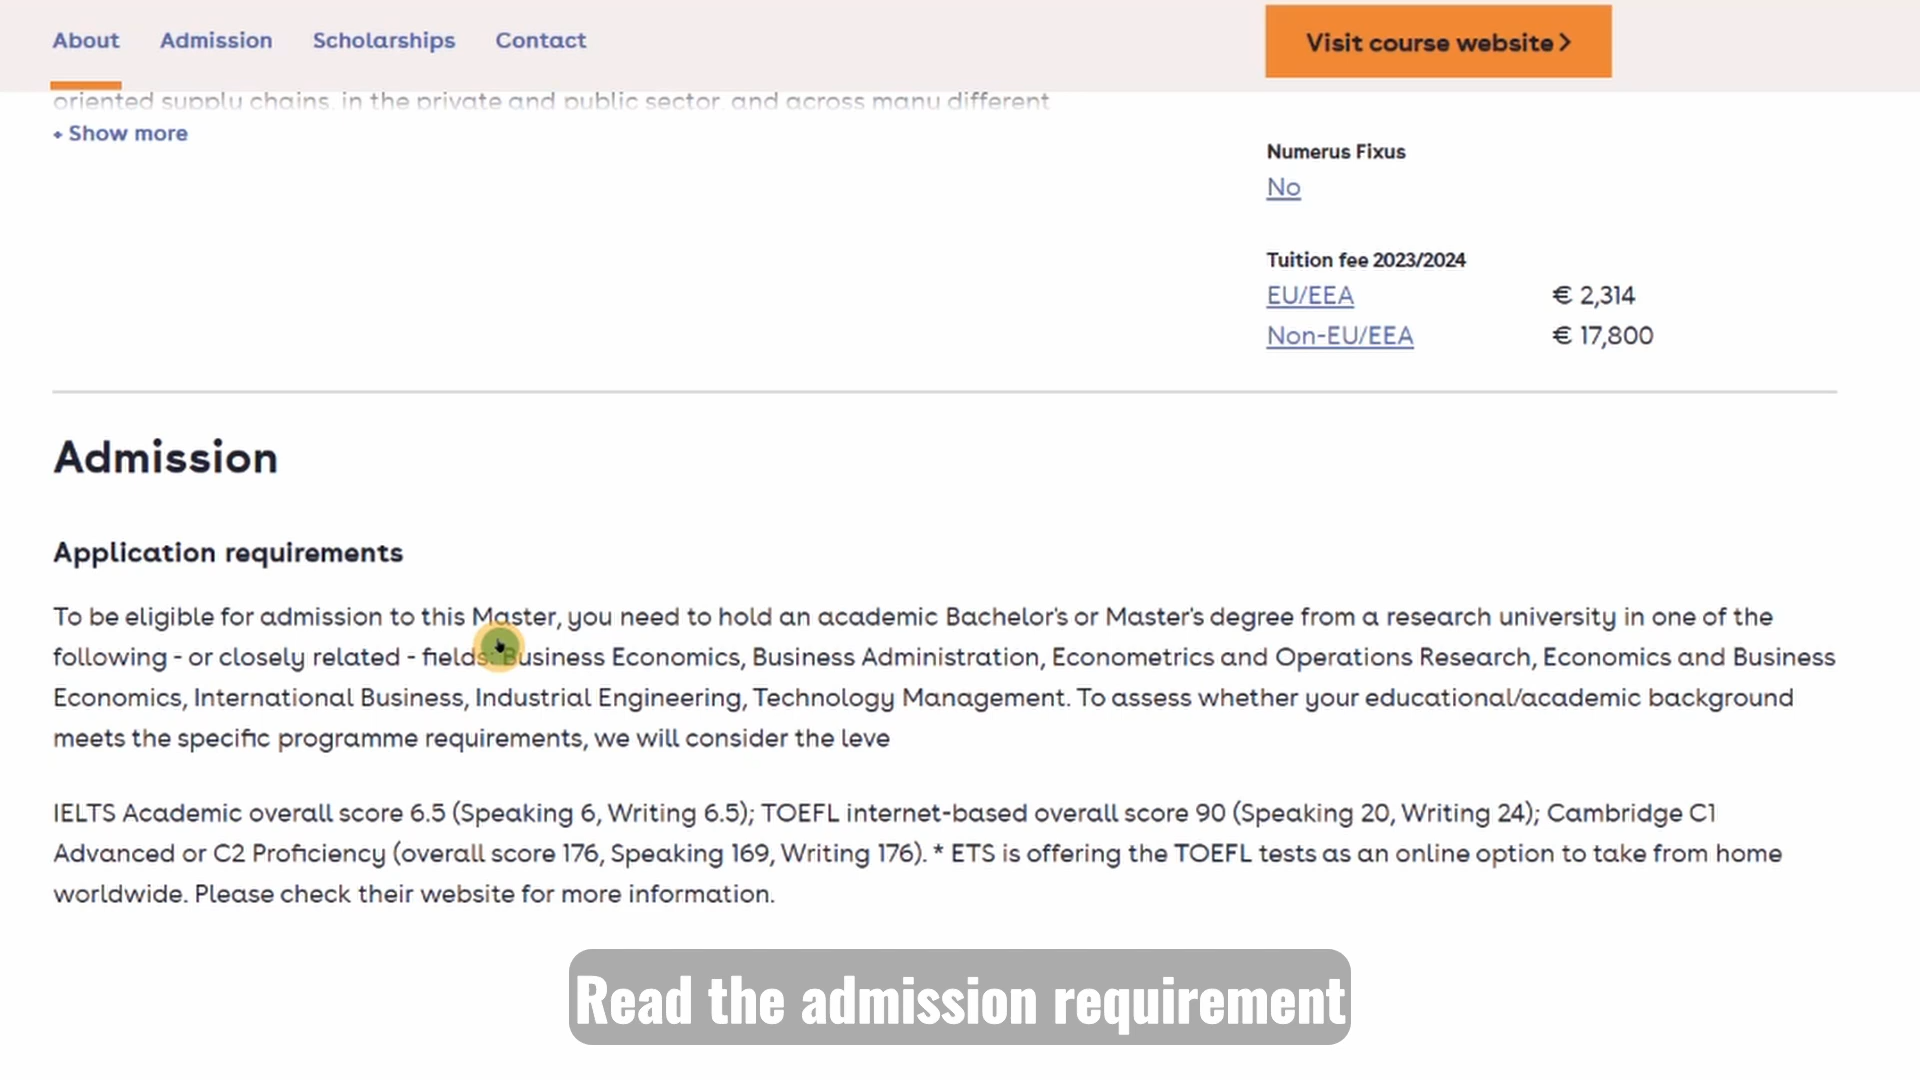 About Admission Scholarships Contact Visit course website
oriented supply chains, in the private and public sector, and across many different
+ Show more
Numerus Fixus
No
Tuition fee 2023/2024
EU/EEA € 2,314
Non-EU/EEA € 17,800
Admission
Application requirements
To be eligible for admission to this Master, you need to hold an academic Bachelor's or Master's degree from a research university in one of the
following - or closely related - fields: Business Economics, Business Administration, Econometrics and Operations Research, Economics and Business
Economics, International Business, Industrial Engineering, Technology Management. To assess whether your educational/academic background
meets the specific programme requirements, we will consider the leve
IELTS Academic overall score 6.5 (Speaking 6, Writing 6.5); TOEFL internet-based overall score 90 (Speaking 20, Writing 24); Cambridge C1
Advanced or C2 Proficiency (overall score 176, Speaking 169, Writing 176). * ETS is offering the TOEFL tests as an online option to take from home
worldwide. Please check their website for more information.
Read the admission requirement